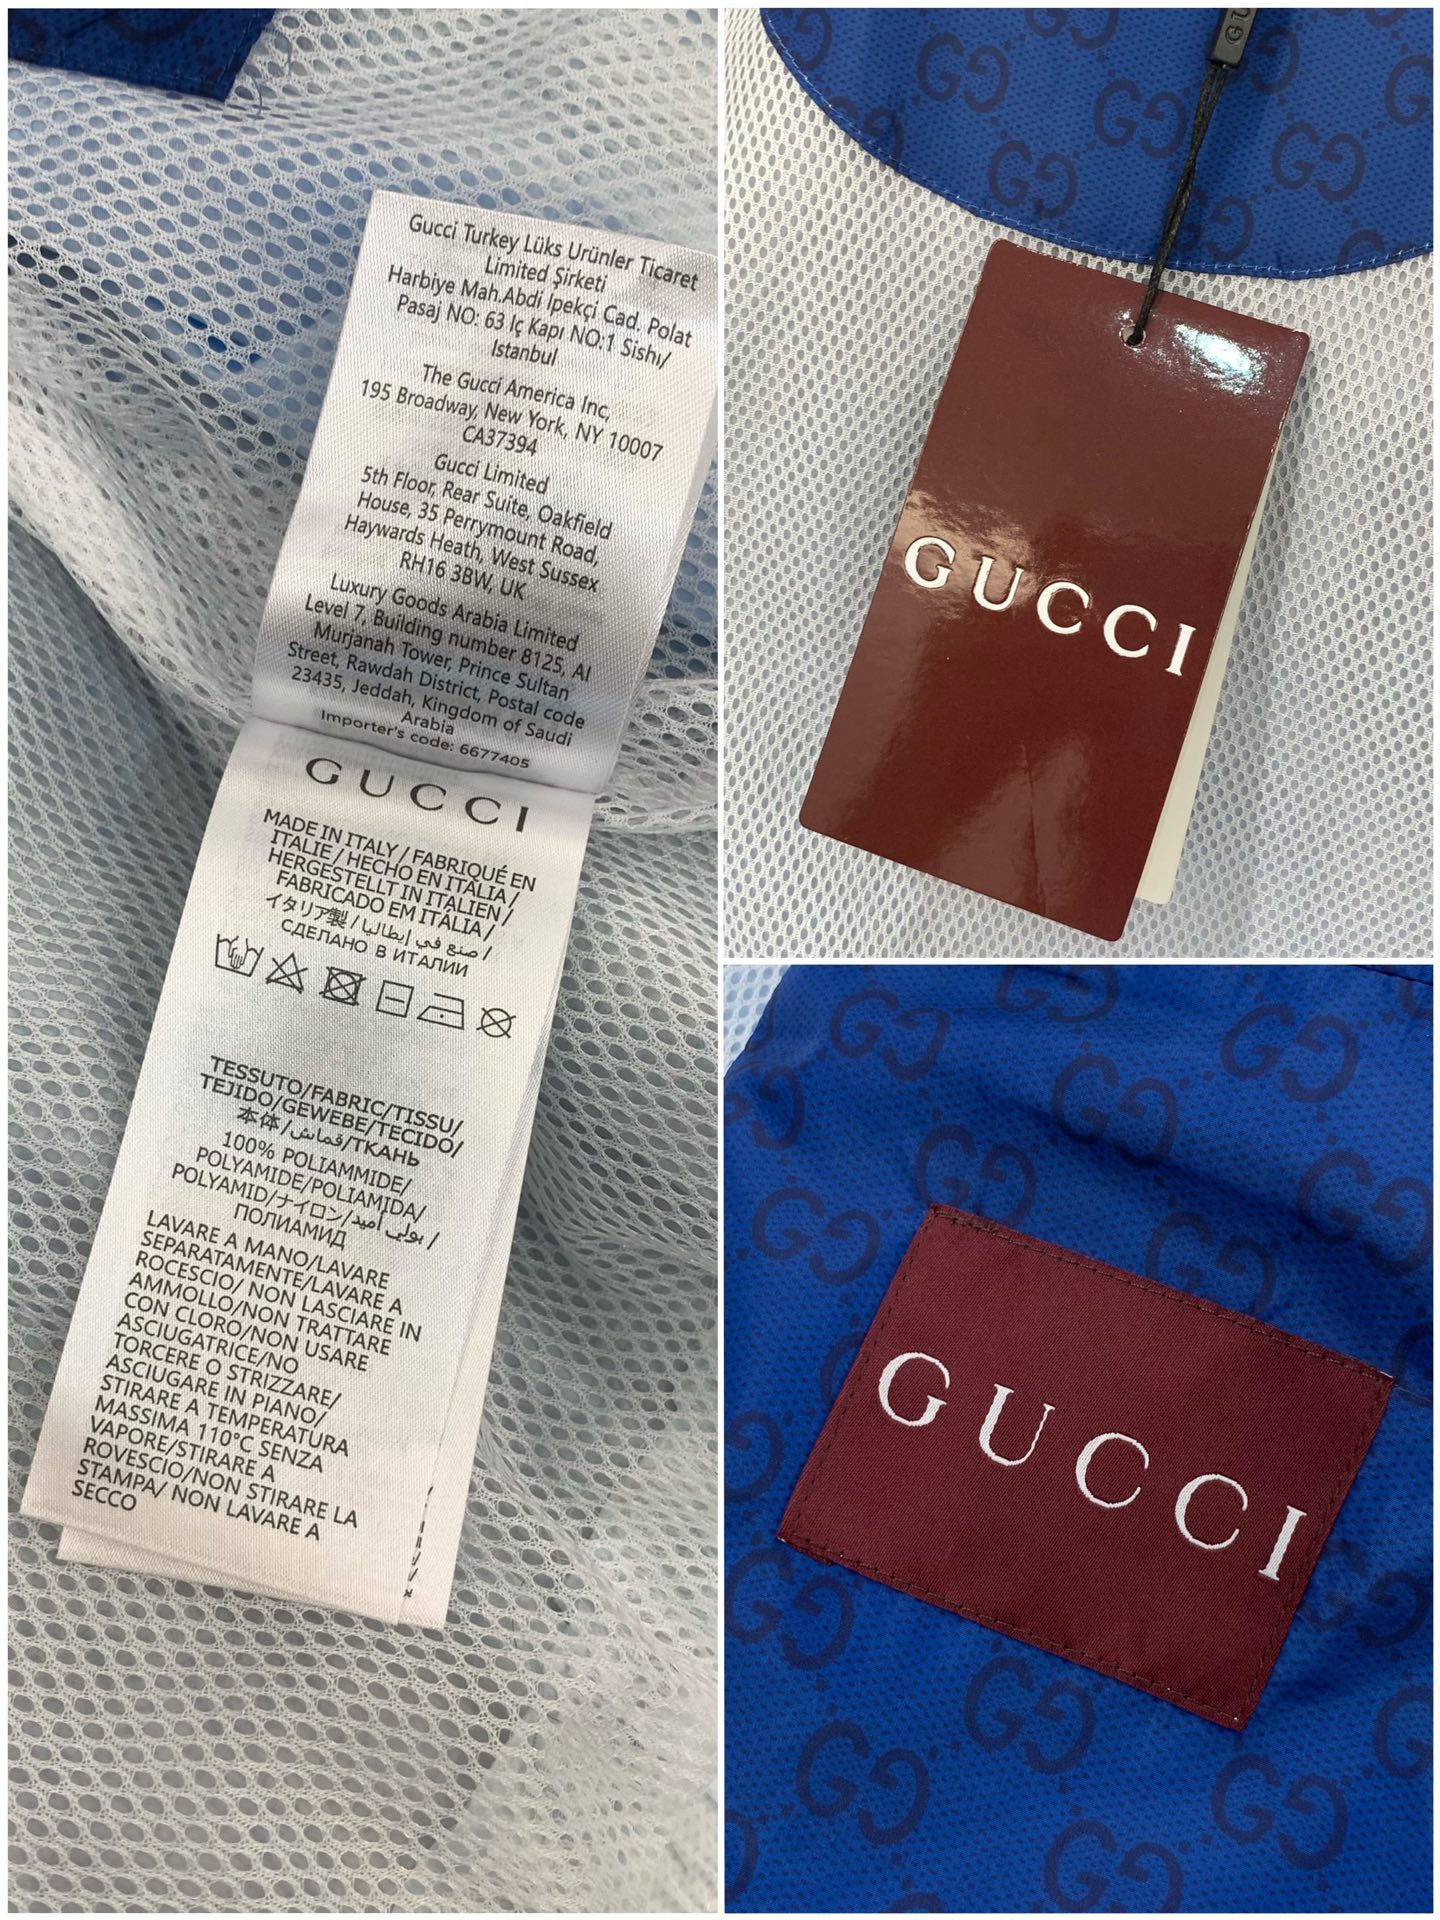 Gucci Turkey Lüks Ürünler Ticaret
Limited Şirketi
Harbiye Mah.Abdi İpekçi Cad. Polat
Pasaj NO: 63 İç Kapı NO:1 Sishı/
Istanbul
The Gucci America Inc,
195 Broadway, New York, NY 10007
CA37394
Gucci Limited
5th Floor, Rear Suite, Oakfield
House, 35 Perrymount Road,
Haywards Heath, West Sussex
RH16 3BW, UK
Luxury Goods Arabia Limited
Level 7, Building number 8125, Al
Murjanah Tower, Prince Sultan
Street, Rawdah District, Postal code
23435, Jeddah, Kingdom of Saudi
Arabia
Importer's code: 6677405
GUCCI
MADE IN ITALY / FABRIQUÉ EN
ITALIE / HECHO EN ITALIA /
HERGESTELLT IN ITALIEN /
FABRICADO EM ITÁLIA /
イタリア製 / صنع في إيطاليا /
СДЕЛАНО В ИТАЛИИ
TESSUTO/FABRIC/TISSU/
TEJIDO/GEWEBE/TECIDO/
本体/قماش/ТКАНЬ
100% POLIAMMIDE/
POLYAMIDE/POLIAMIDA/
POLYAMID/ナイロン/بولي أميد /
ПОЛИАМИД
LAVARE A MANO/LAVARE
SEPARATAMENTE/LAVARE A
ROCESCIO/ NON LASCIARE IN
AMMOLLO/NON TRATTARE
CON CLORO/NON USARE
ASCIUGATRICE/NO
TORCERE O STRIZZARE/
ASCIUGARE IN PIANO/
STIRARE A TEMPERATURA
MASSIMA 110°C SENZA
VAPORE/STIRARE A
ROVESCIO/NON STIRARE LA
STAMPA/ NON LAVARE A
SECCO
GU
GUCCI
GUCCI